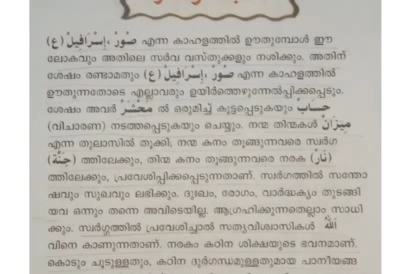 إِسْرَافِيلْ (ع) ,صُورْ എന്ന കാഹളത്തിൽ ഊതുമ്പോൾ ഈ
ലോകവും അതിലെ സർവ വസ്തുക്കളും നശിക്കും. അതിന്
ശേഷം രണ്ടാമതും إِسْرَافِيلْ (ع) ,صُورْ എന്ന കാഹളത്തിൽ
ഊതുന്നതോടെ എല്ലാവരും ഉയിർത്തെഴുന്നേൽപ്പിക്കപ്പെടും.
ശേഷം അവർ مَحْشَرْ ൽ ഒരുമിച്ച് കൂട്ടപ്പെടുകയും حِسَابْ
(വിചാരണ) നടത്തപ്പെടുകയും ചെയ്യും. നന്മ തിന്മകൾ مِيزَانْ
എന്ന തുലാസിൽ തൂക്കി, നന്മ കനം തൂങ്ങുന്നവരെ സ്വർഗ
(جَنَّة) ത്തിലേക്കും, തിന്മ കനം തൂങ്ങുന്നവരെ നരക (نَارْ)
ത്തിലേക്കും, പ്രവേശിപ്പിക്കപ്പെടുന്നതാണ്. സ്വർഗത്തിൽ സന്തോ
ഷവും സുഖവും ലഭിക്കും. ദുഃഖം, രോഗം, വാർദ്ധക്യം തുടങ്ങി
യവ ഒന്നും തന്നെ അവിടെയില്ല. ആഗ്രഹിക്കുന്നതെല്ലാം സാധി
ക്കും. സ്വർഗ്ഗത്തിൽ പ്രവേശിച്ചാൽ സത്യവിശ്വാസികൾ الله
വിനെ കാണുന്നതാണ്. നരകം കഠിന ശിക്ഷയുടെ ഭവനമാണ്.
കൊടും ചൂടുള്ളതും, കഠിന ദുർഗന്ധമുള്ളതുമായ പാനീയങ്ങ